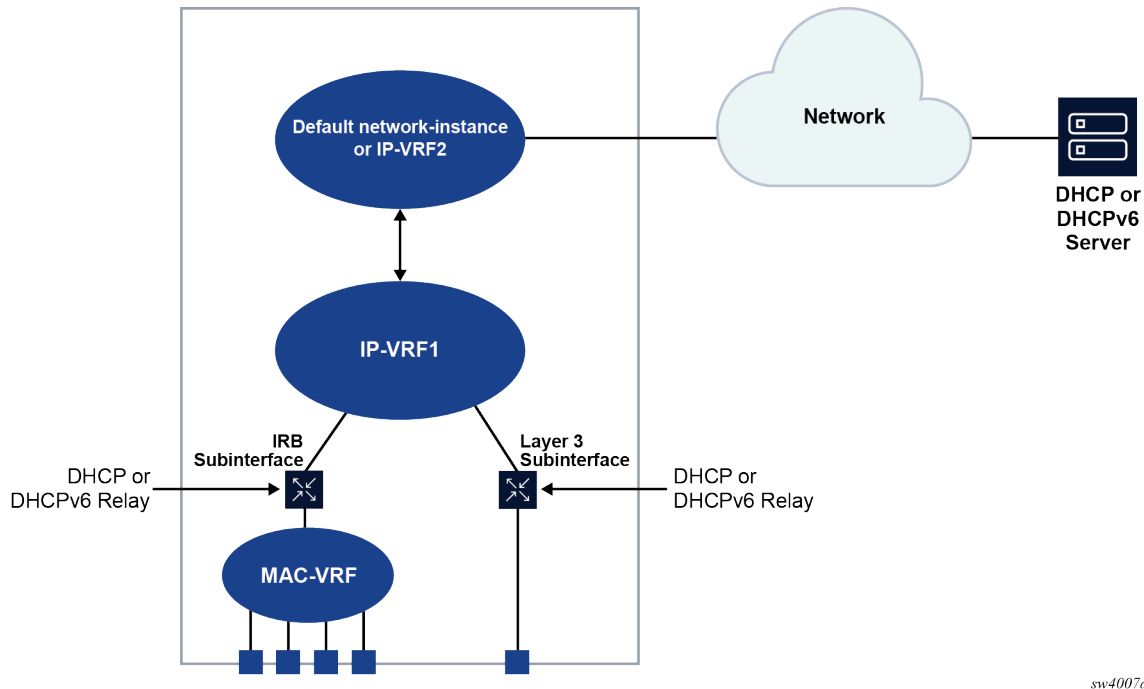 Default network-instance
or IP-VRF2
Network
DHCP or
DHCPv6
Server
IP-VRF1
IRB
Subinterface
Layer 3
Subinterface
DHCP or
DHCPv6 Relay
DHCP or
DHCPv6 Relay
MAC-VRF